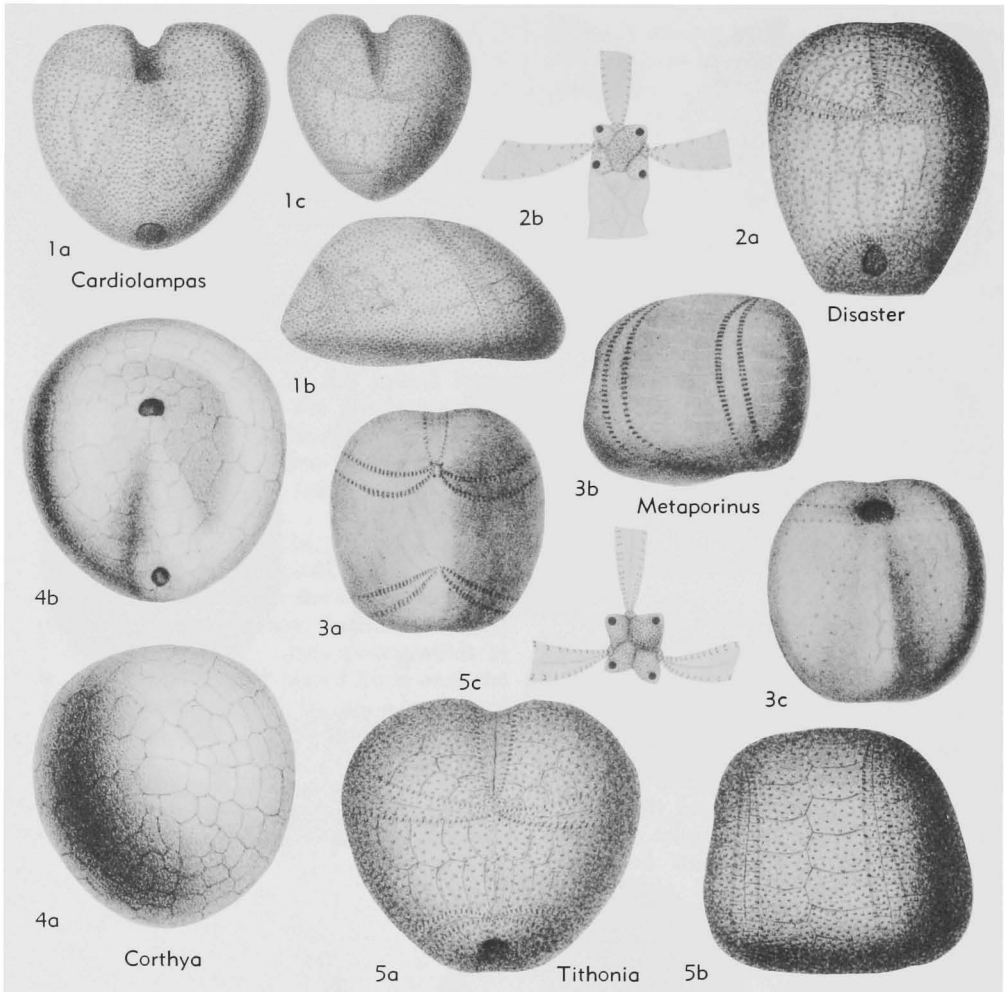 1a
1c
2b
2a
Cardiolampas
1b
Disaster
3b
Metaporinus
4b
3a
5c
3c
4a
Corthya
5a
Tithonia
5b